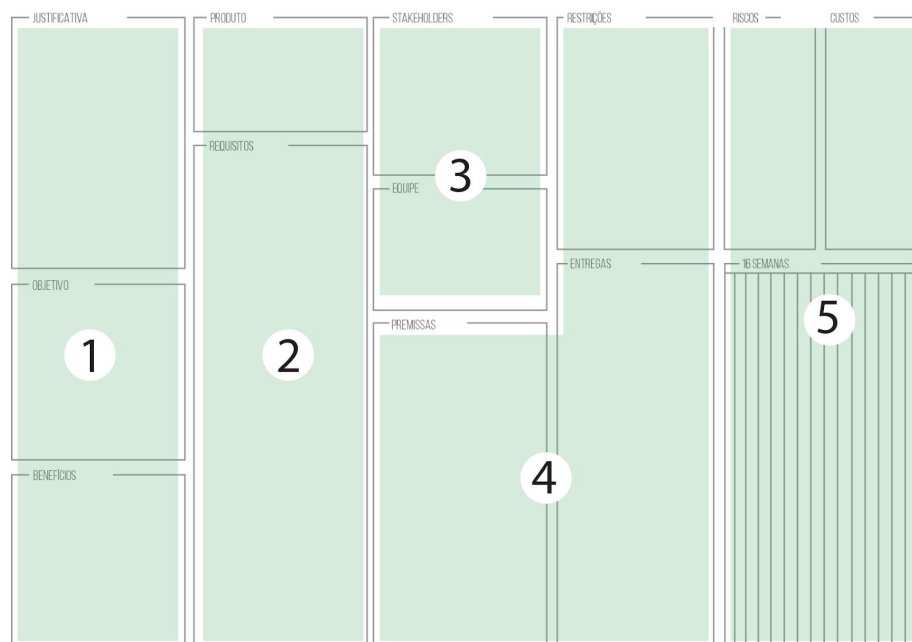 JUSTIFICATIVA
PRODUTO
STAKEHOLDERS
RESTRIÇÕES
RISCOS
CUSTOS
REQUISITOS
3
EQUIPE
ENTREGAS
16 SEMANAS
OBJETIVO
5
PREMISSAS
1
2
BENEFÍCIOS
4